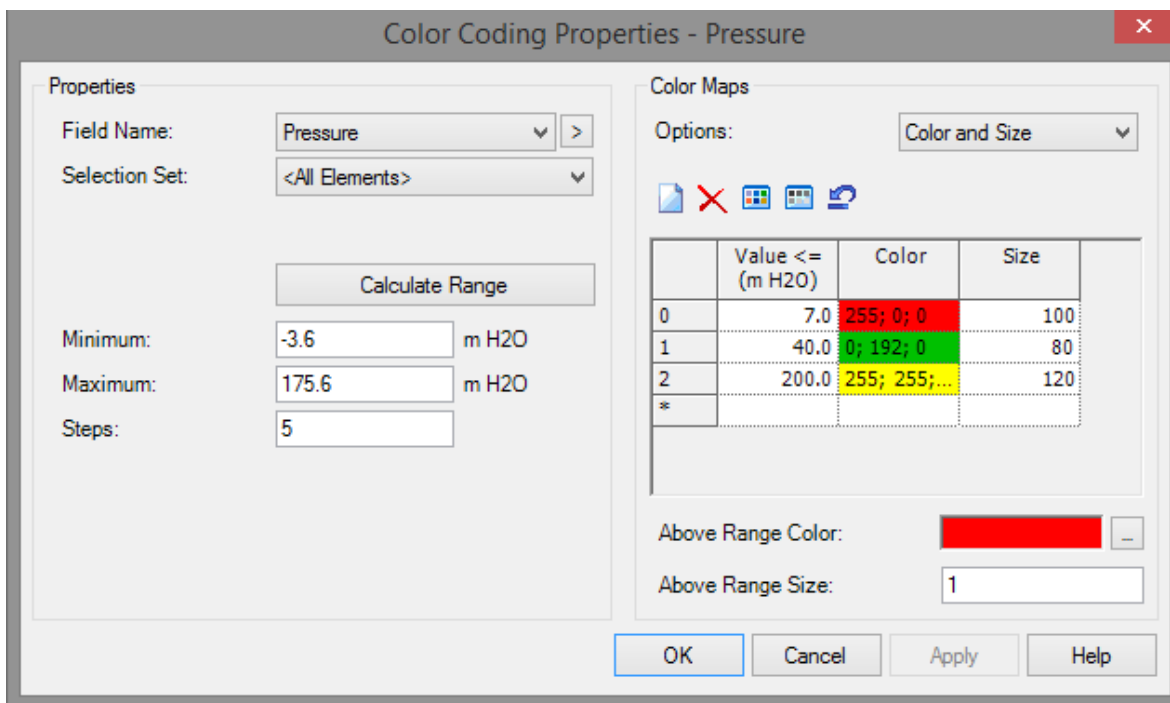 Color Coding Properties - Pressure
Properties
Field Name: Pressure >
Selection Set: <All Elements>
Calculate Range
Minimum: -3.6 m H2O
Maximum: 175.6 m H2O
Steps: 5
Color Maps
Options: Color and Size
Value <= (m H2O) Color Size
0 7.0 255; 0; 0 100
1 40.0 0; 192; 0 80
2 200.0 255; 255;... 120
*
Above Range Color: ...
Above Range Size: 1
OK Cancel Apply Help